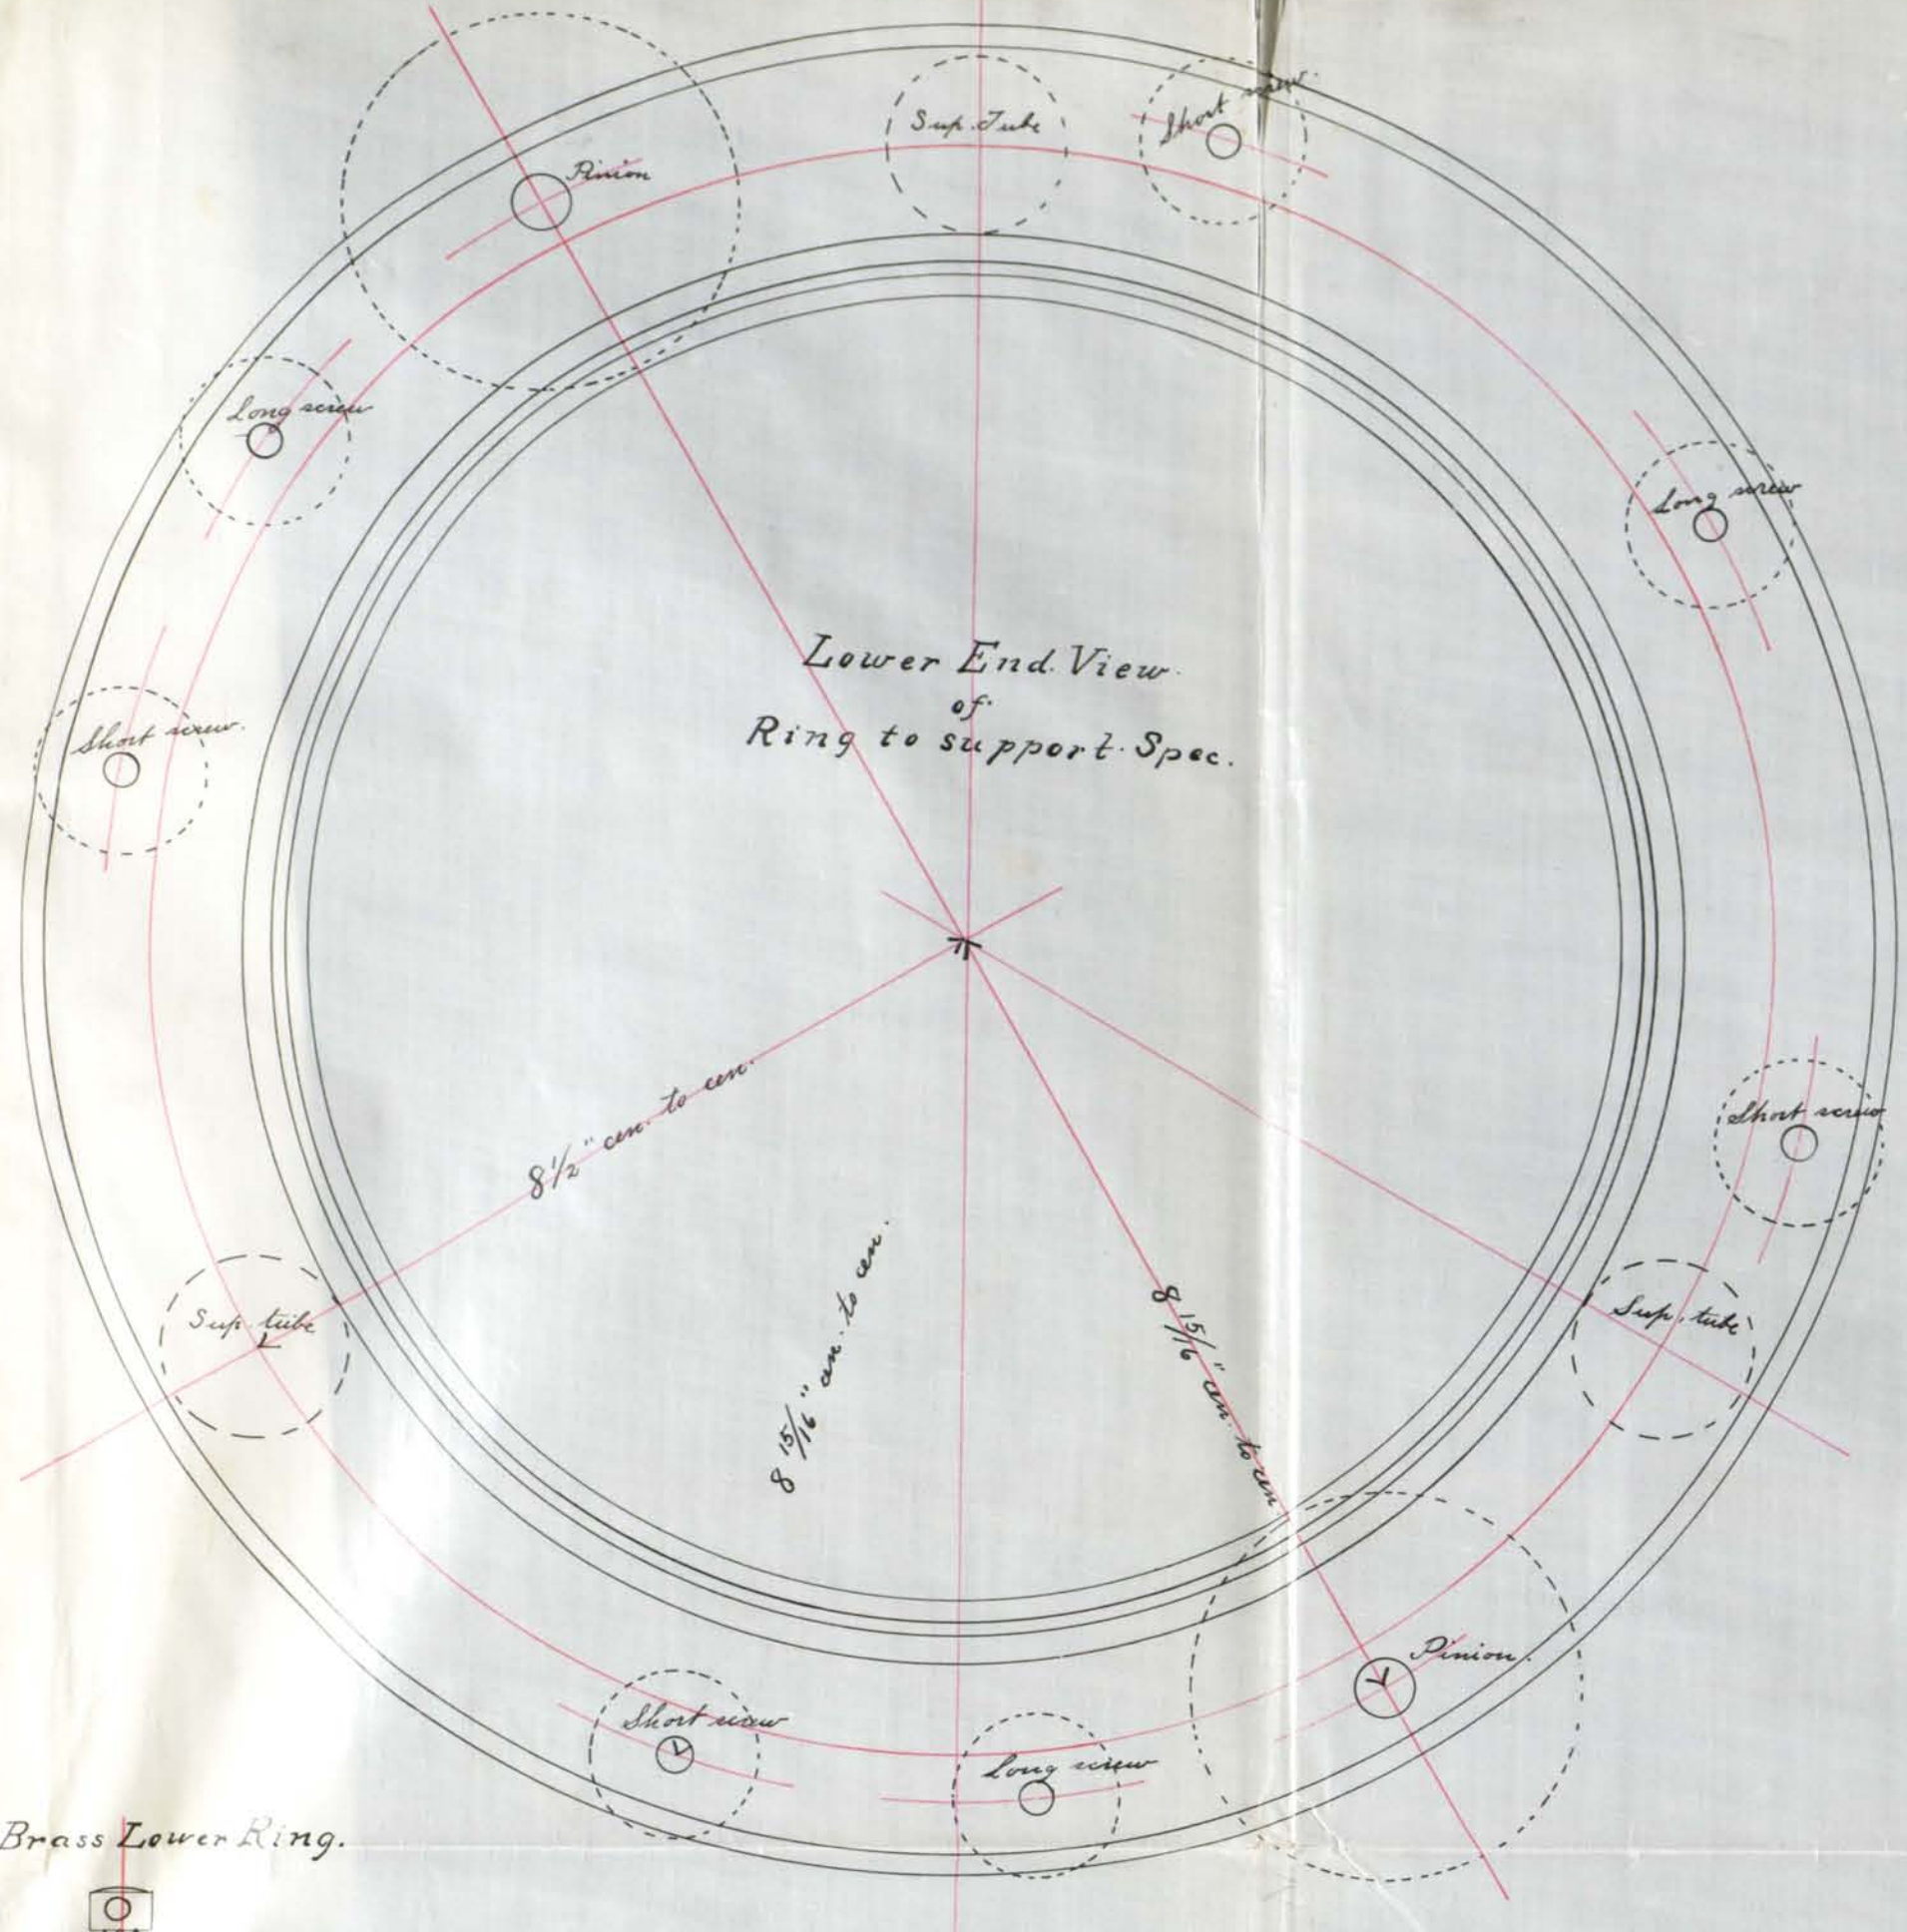 Sup. Tube
Short screw.
Pinion
Long screw
Long screw
Lower End. View.
of.
Ring to support. Spec.
Short screw.
8 1/2" cen. to cen.
Short screw
8 15/16" cen. to cen.
8 15/16" cen. to cen.
Sup. tube
Sup. tube
Pinion.
Short screw
Long screw
Brass Lower Ring.